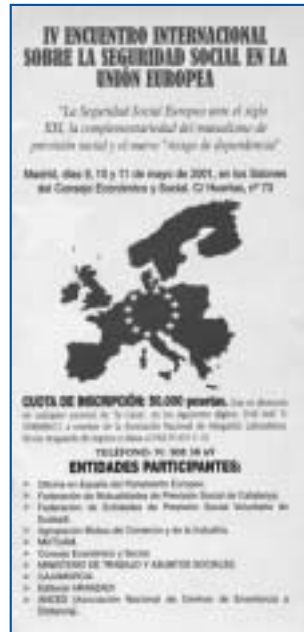 IV ENCUENTRO INTERNACIONAL
SOBRE LA SEGURIDAD SOCIAL EN LA
UNIÓN EUROPEA
"La Seguridad Social Europea ante el siglo
XXI, la complementariedad del mutualismo de
previsión social y el nuevo "riesgo de dependencia"
Madrid, días 9, 10 y 11 de mayo de 2001, en los Salones
del Consejo Económico y Social. C/ Huertas, nº 73
CUOTA DE INSCRIPCIÓN: 50.000 pesetas.
TELÉFONO: 91
ENTIDADES PARTICIPANTES:
Oficina en España del Parlamento Europeo
Federación de Mutualidades de Previsión Social de Catalunya
Federación de Entidades de Previsión Social Voluntaria de
Euskadi
Agrupación Mutua del Comercio y de la Industria
MUTUAM
Consejo Económico y Social
MINISTERIO DE TRABAJO Y ASUNTOS SOCIALES
CAJAMURCIA
Editorial ARANZADI
ANCED (Asociación Nacional de Centros de Enseñanza a
Distancia)